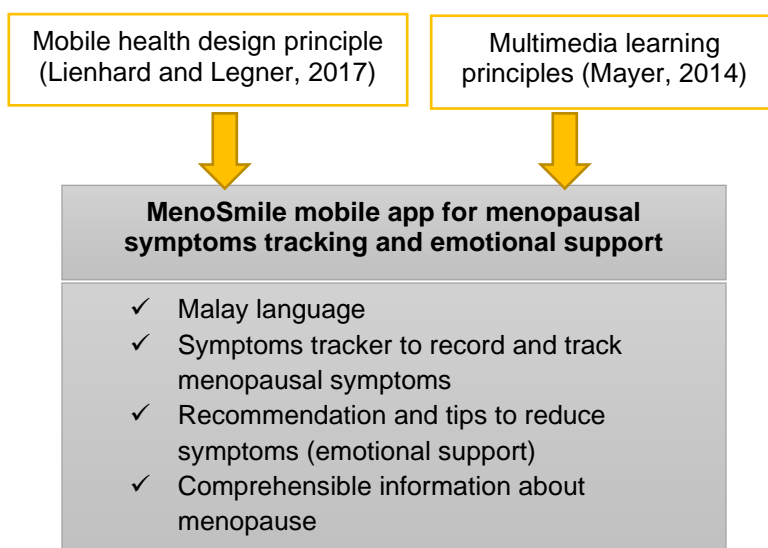 Mobile health design principle
(Lienhard and Legner, 2017)
Multimedia learning
principles (Mayer, 2014)
MenoSmile mobile app for menopausal
symptoms tracking and emotional support
✓ Malay language
✓ Symptoms tracker to record and track
menopausal symptoms
✓ Recommendation and tips to reduce
symptoms (emotional support)
✓ Comprehensible information about
menopause